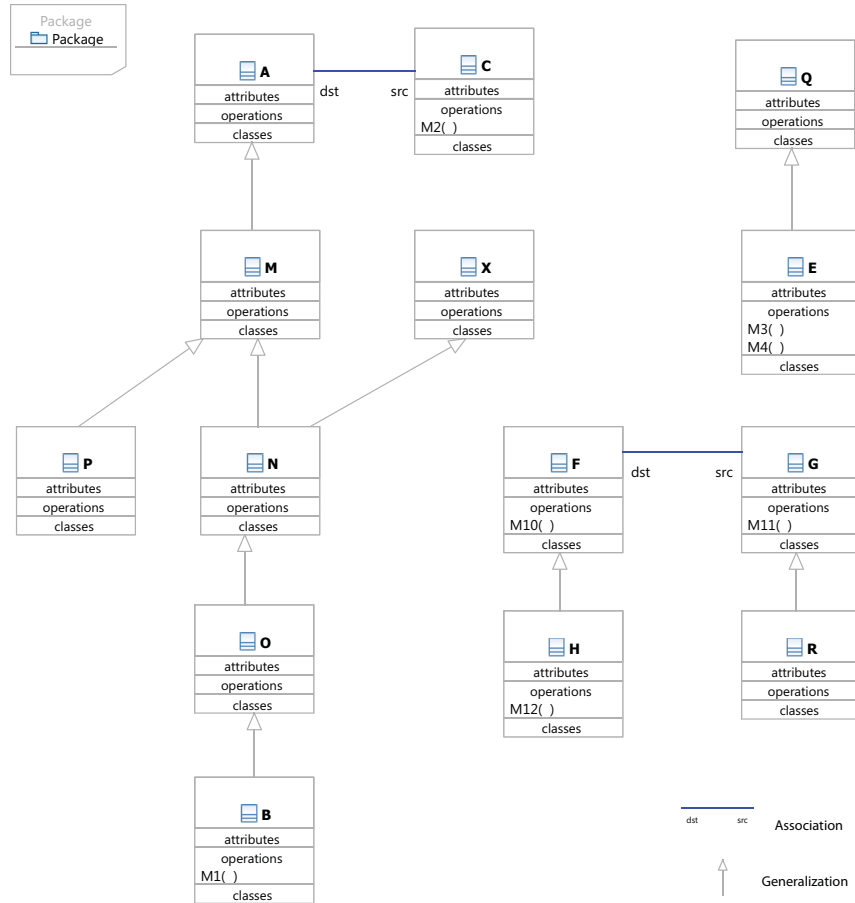 Package
Package
A
attributes
operations
classes
dst
src
C
attributes
operations
M2( )
classes
Q
attributes
operations
classes
M
attributes
operations
classes
X
attributes
operations
classes
E
attributes
operations
M3( )
M4( )
classes
P
attributes
operations
classes
N
attributes
operations
classes
F
attributes
operations
M10( )
classes
dst
src
G
attributes
operations
M11( )
classes
O
attributes
operations
classes
H
attributes
operations
M12( )
classes
R
attributes
operations
classes
B
attributes
operations
M1( )
classes
dst
src
Association
Generalization